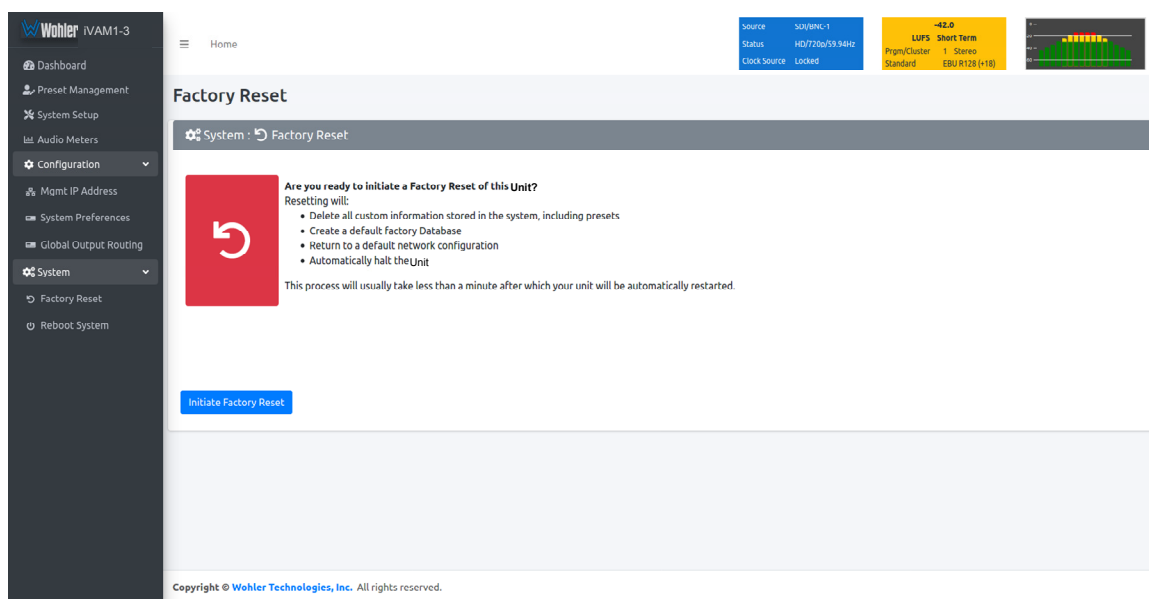 Wohler iVAM1-3
Dashboard
Preset Management
System Setup
Audio Meters
Configuration
Mgmt IP Address
System Preferences
Global Output Routing
System
Factory Reset
Reboot System
Home
Source SDI/BNC-1
Status HD/720p/59.94Hz
Clock Source Locked
-42.0
LUFS Short Term
Prgm/Cluster 1 Stereo
Standard EBU R128 (+18)
Factory Reset
System : Factory Reset
Are you ready to initiate a Factory Reset of this Unit?
Resetting will:
• Delete all custom information stored in the system, including presets
• Create a default factory Database
• Return to a default network configuration
• Automatically halt the Unit
This process will usually take less than a minute after which your unit will be automatically restarted.
Initiate Factory Reset
Copyright © Wohler Technologies, Inc. All rights reserved.